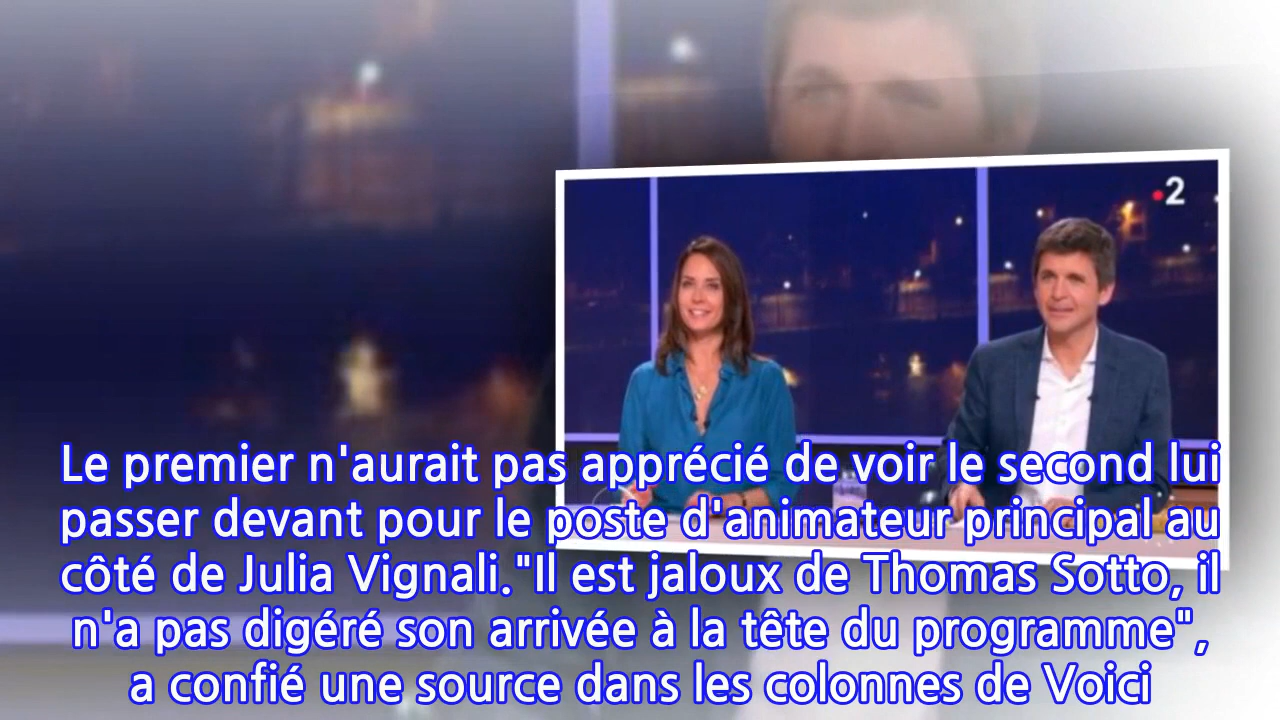 2
Le premier n'aurait pas apprécié de voir le second lui
passer devant pour le poste d'animateur principal au
côté de Julia Vignali."Il est jaloux de Thomas Sotto, il
n'a pas digéré son arrivée à la tête du programme",
a confié une source dans les colonnes de Voici